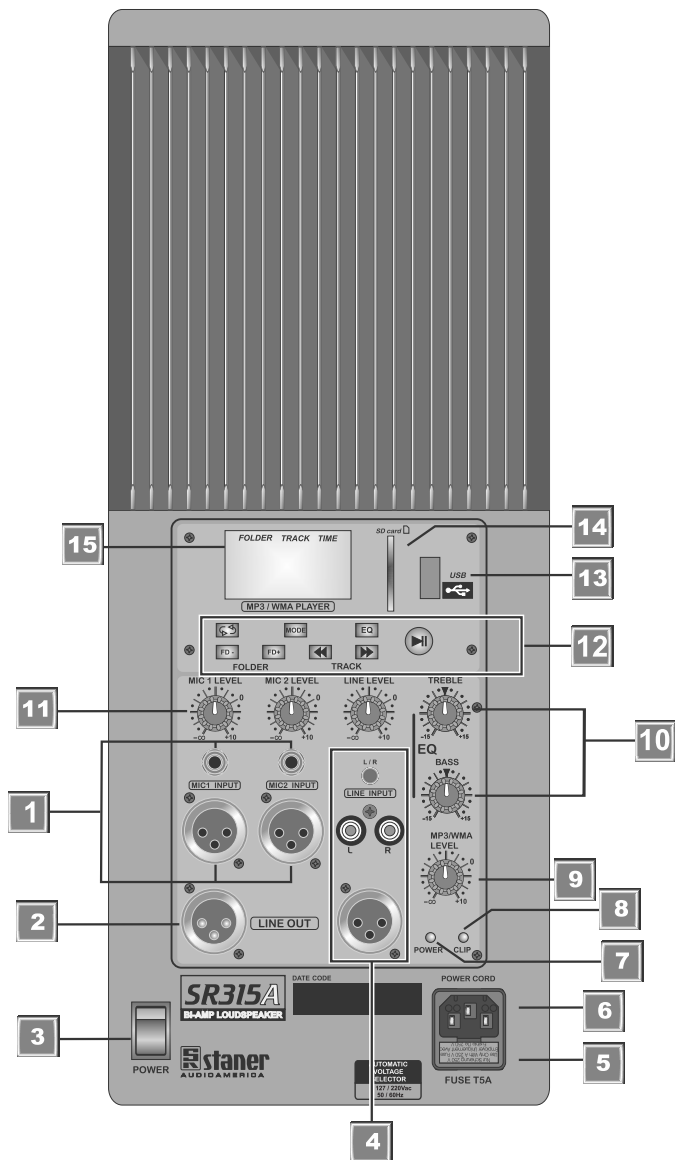 FOLDER TRACK TIME
SD card
USB
MP3 / WMA PLAYER
MODE
EQ
FD -
FD+
FOLDER
TRACK
MIC 1 LEVEL
MIC 2 LEVEL
LINE LEVEL
TREBLE
0
0
0
-∞
+10
-∞
+10
-∞
+10
-15
+15
EQ
L / R
MIC1 INPUT
MIC2 INPUT
LINE INPUT
BASS
-15
+15
L
R
MP3/WMA
LEVEL
0
-∞
+10
LINE OUT
POWER
CLIP
SR315A
BI-AMP LOUDSPEAKER
DATE CODE
POWER CORD
POWER
staner
AUDIOAMERICA
AUTOMATIC
VOLTAGE
SELECTOR
127 / 220Vac
50 / 60Hz
FUSE T5A
1
2
3
4
5
6
7
8
9
10
11
12
13
14
15